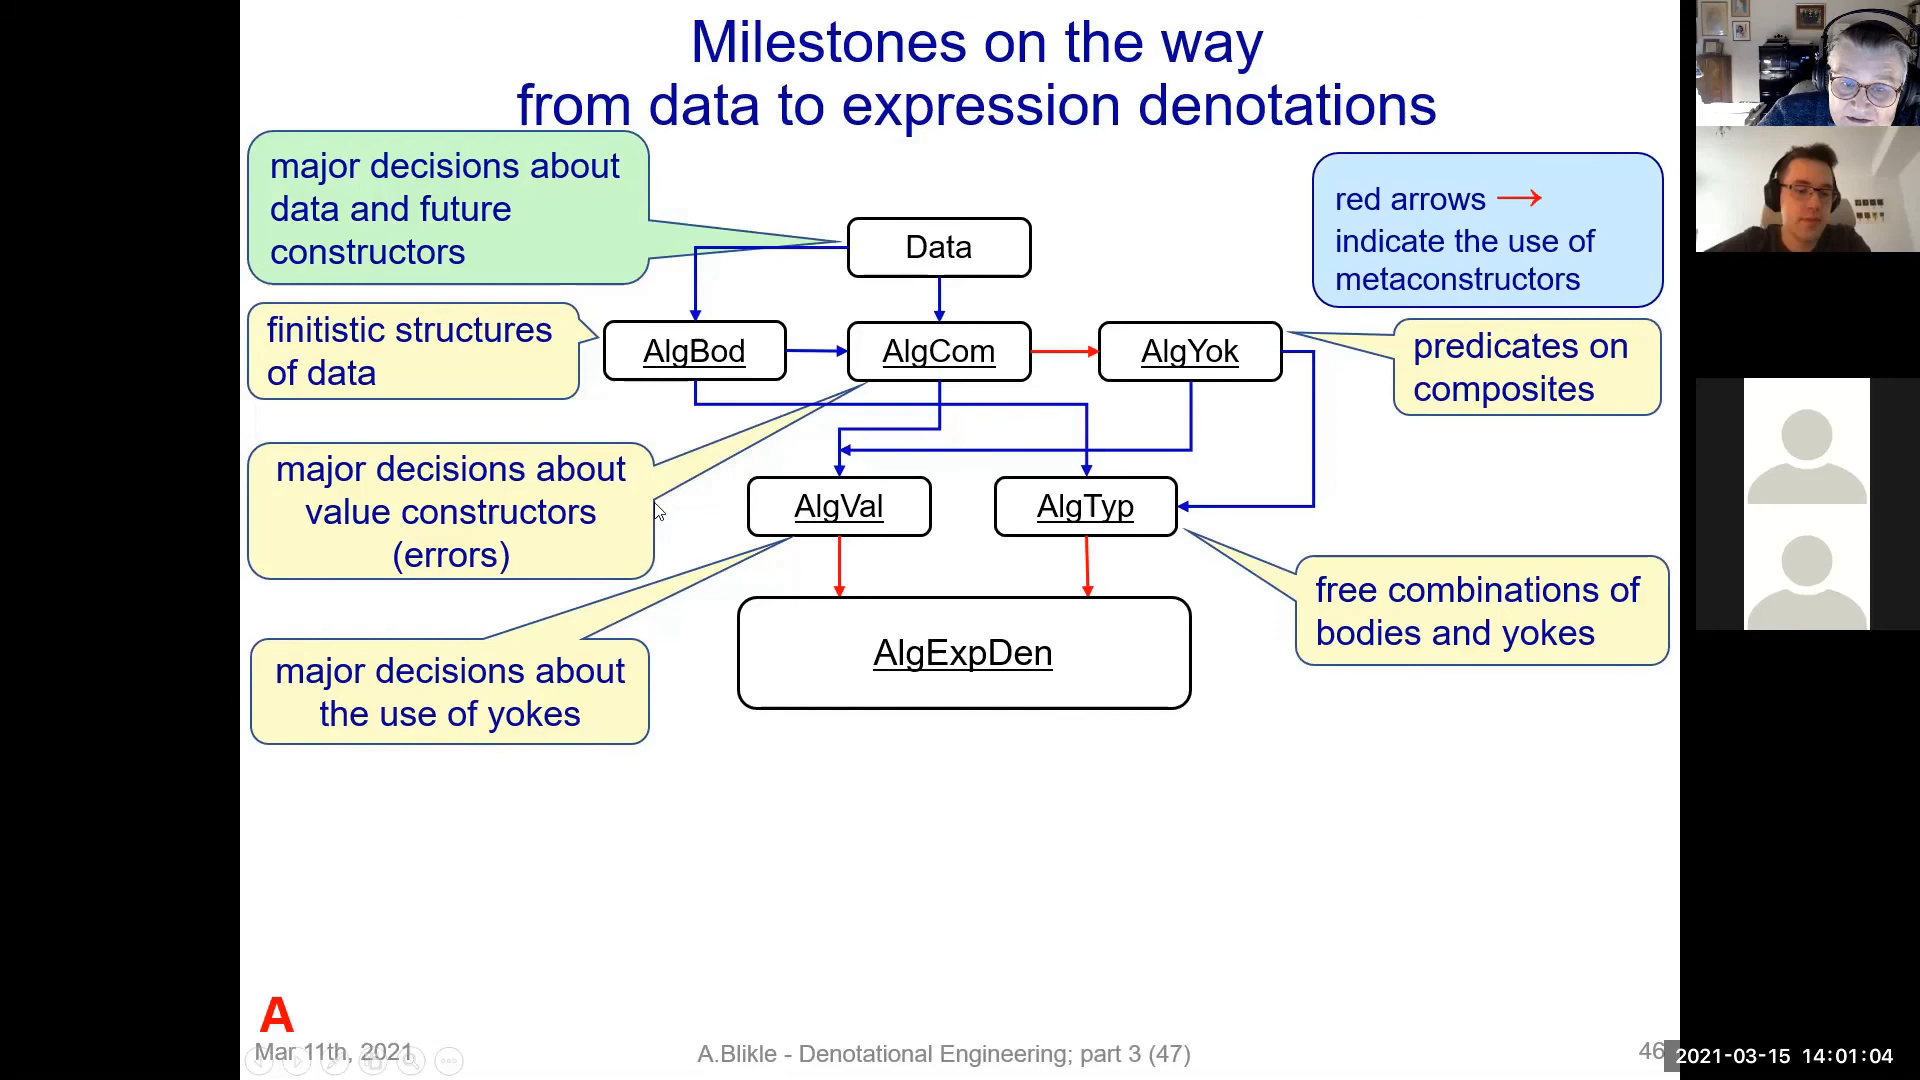 Milestones on the way
from data to expression denotations
major decisions about
data and future
constructors
Data
red arrows →
indicate the use of
metaconstructors
finitistic structures
of data
AlgBod
AlgCom
AlgYok
predicates on
composites
major decisions about
value constructors
(errors)
AlgVal
AlgTyp
free combinations of
bodies and yokes
AlgExpDen
major decisions about
the use of yokes
A
Mar 11th, 2021
A.Blikle - Denotational Engineering; part 3 (47)
46
2021-03-15 14:01:04